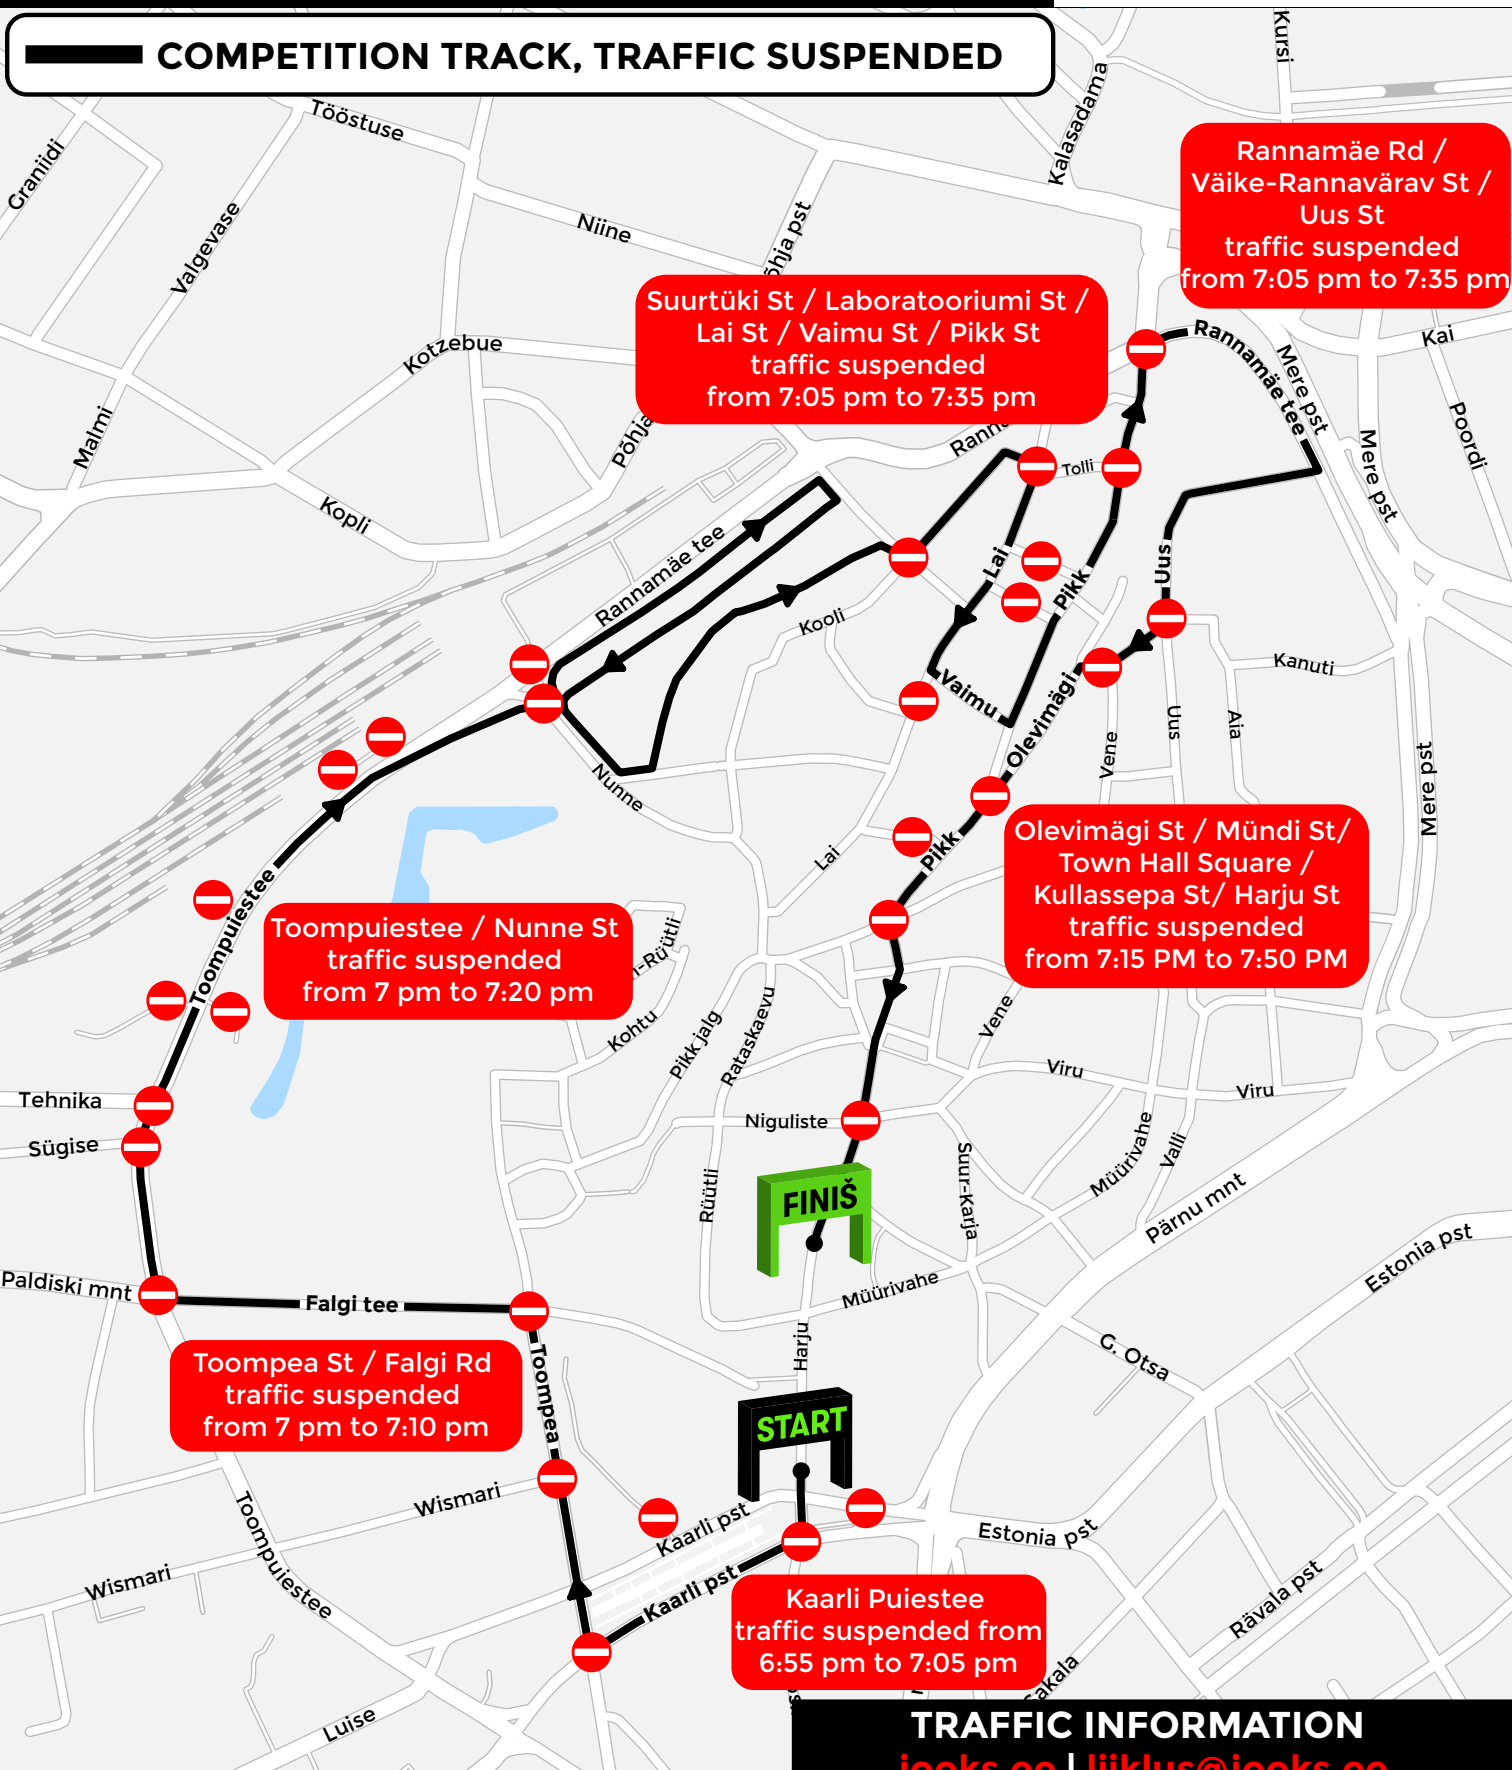 COMPETITION TRACK, TRAFFIC SUSPENDED
Kursi
Kalasadama
Tööstuse
Graniidi
Valgevase
Niine
Rannamäe Rd /
Väike-Rannavärav St /
Uus St
traffic suspended
from 7:05 pm to 7:35 pm
Suurtüki St / Laboratooriumi St /
Lai St / Vaimu St / Pikk St
traffic suspended
from 7:05 pm to 7:35 pm
Kotzebue
Malmi
Kopli
Rannamäe tee
Mere pst
Kai
Poordi
Mere pst
Tolli
Rannamäe tee
Lai
Pikk
Uus
Kooli
Kanuti
Vaimu
Olevimägi
Vene
Uus
Aia
Mere pst
Nunne
Lai
Pikk
Olevimägi St / Mündi St/
Town Hall Square /
Kullassepa St/ Harju St
traffic suspended
from 7:15 PM to 7:50 PM
Toompuiestee
Toompuiestee / Nunne St
traffic suspended
from 7 pm to 7:20 pm
Kohtu
Pikk jalg
Rataskaevu
Vene
Viru
Viru
Tehnika
Sügise
Niguliste
Rüütli
Suur-Karja
Müürivahe
Valli
Pärnu mnt
Estonia pst
FINIŠ
Paldiski mnt
Falgi tee
Müürivahe
Harju
G. Otsa
Toompea St / Falgi Rd
traffic suspended
from 7 pm to 7:10 pm
Toompea
START
Wismari
Toompuiestee
Kaarli pst
Estonia pst
Wismari
Kaarli pst
Kaarli Puiestee
traffic suspended from
6:55 pm to 7:05 pm
Rävala pst
Luise
TRAFFIC INFORMATION
jooks.ee | liiklus@jooks.ee